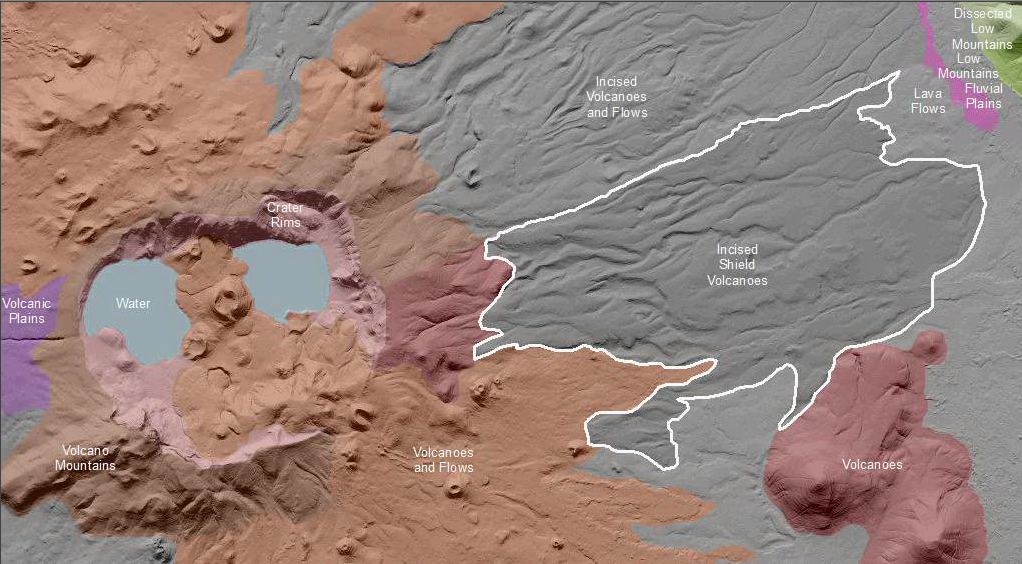 Dissected
Low
Mountains
Low
Mountains
Fluvial
Plains
Lava
Flows
Incised
Volcanoes
and Flows
Crater
Rims
Incised
Shield
Volcanoes
Volcanic
Plains
Water
Volcano
Mountains
Volcanoes
and Flows
Volcanoes